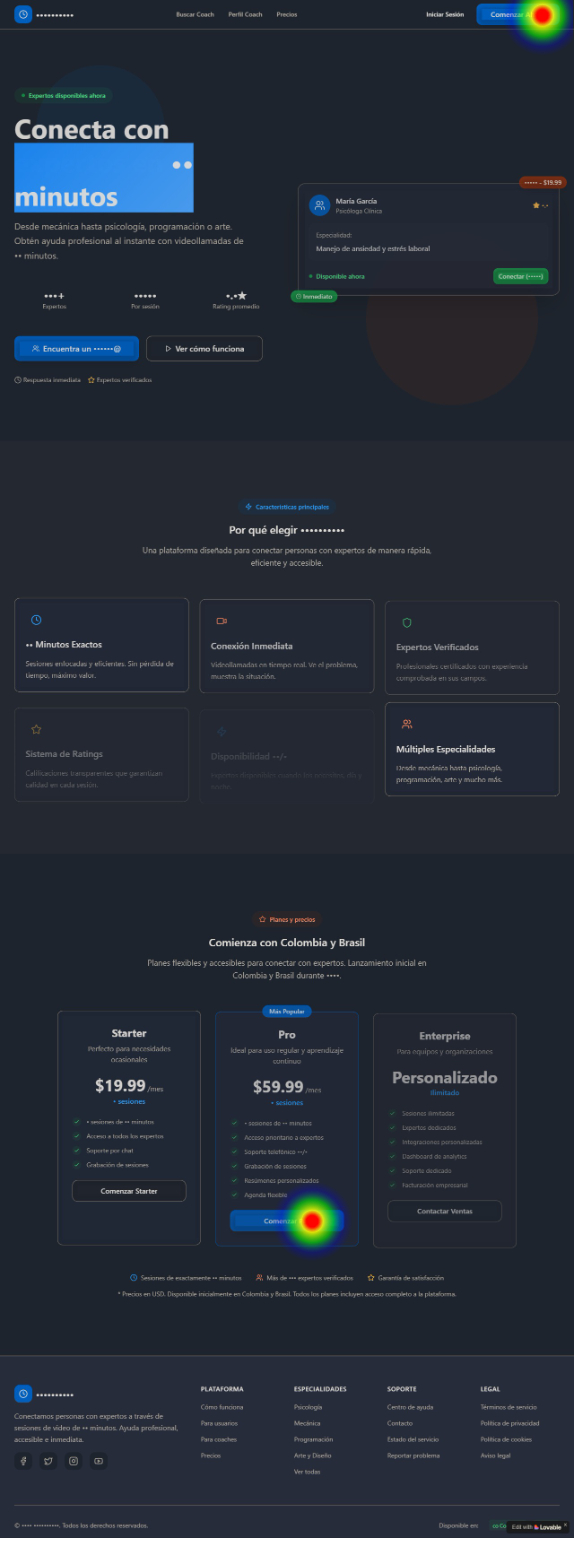 ••••••••••
Buscar Coach Perfil Coach Precios
Iniciar Sesión
Expertos disponibles ahora
Conecta con
••
minutos
Desde mecánica hasta psicología, programación o arte.
Obtén ayuda profesional al instante con videollamadas de
•• minutos.
•••+ ••••• •,•★
Expertos Por sesión Rating promedio
Encuentra un ••••••@ Ver cómo funciona
Respuesta inmediata Expertos verificados
••••• - $19.99
María García
Psicóloga Clínica
•,•
Especialidad:
Manejo de ansiedad y estrés laboral
Disponible ahora
Conectar (•••••)
Inmediato
Características principales
Por qué elegir ••••••••••
Una plataforma diseñada para conectar personas con expertos de manera rápida,
eficiente y accesible.
•• Minutos Exactos
Sesiones enfocadas y eficientes. Sin pérdida de
tiempo, máximo valor.
Conexión Inmediata
Videollamadas en tiempo real. Ve el problema,
muestra la situación.
Expertos Verificados
Profesionales certificados con experiencia
comprobada en sus campos.
Sistema de Ratings
Calificaciones transparentes que garantizan
calidad en cada sesión.
Disponibilidad ••/•
Múltiples Especialidades
Desde mecánica hasta psicología,
programación, arte y mucho más.
Planes y precios
Comienza con Colombia y Brasil
Planes flexibles y accesibles para conectar con expertos. Lanzamiento inicial en
Colombia y Brasil durante ••••.
Starter
Perfecto para necesidades
ocasionales
$19.99 /mes
• sesiones
• sesiones de •• minutos
Acceso a todos los expertos
Soporte por chat
Grabación de sesiones
Comenzar Starter
Más Popular
Pro
Ideal para uso regular y aprendizaje
continuo
$59.99 /mes
• sesiones
• sesiones de •• minutos
Acceso prioritario a expertos
Soporte telefónico ••/•
Grabación de sesiones
Resúmenes personalizados
Agenda flexible
Enterprise
Para equipos y organizaciones
Personalizado
Ilimitado
Sesiones ilimitadas
Expertos dedicados
Integraciones personalizadas
Dashboard de analytics
Soporte dedicado
Facturación empresarial
Contactar Ventas
Sesiones de exactamente •• minutos Más de ••• expertos verificados Garantía de satisfacción
* Precios en USD. Disponible inicialmente en Colombia y Brasil. Todos los planes incluyen acceso completo a la plataforma.
••••••••••
Conectamos personas con expertos a través de
sesiones de video de •• minutos. Ayuda profesional,
accesible e inmediata.
PLATAFORMA
Cómo funciona
Para usuarios
Para coaches
Precios
ESPECIALIDADES
Psicología
Mecánica
Programación
Arte y Diseño
Ver todas
SOPORTE
Centro de ayuda
Contacto
Estado del servicio
Reportar problema
LEGAL
Términos de servicio
Política de privacidad
Política de cookies
Aviso legal
© •••• ••••••••••. Todos los derechos reservados.
Disponible en:
Edit with Lovable ×